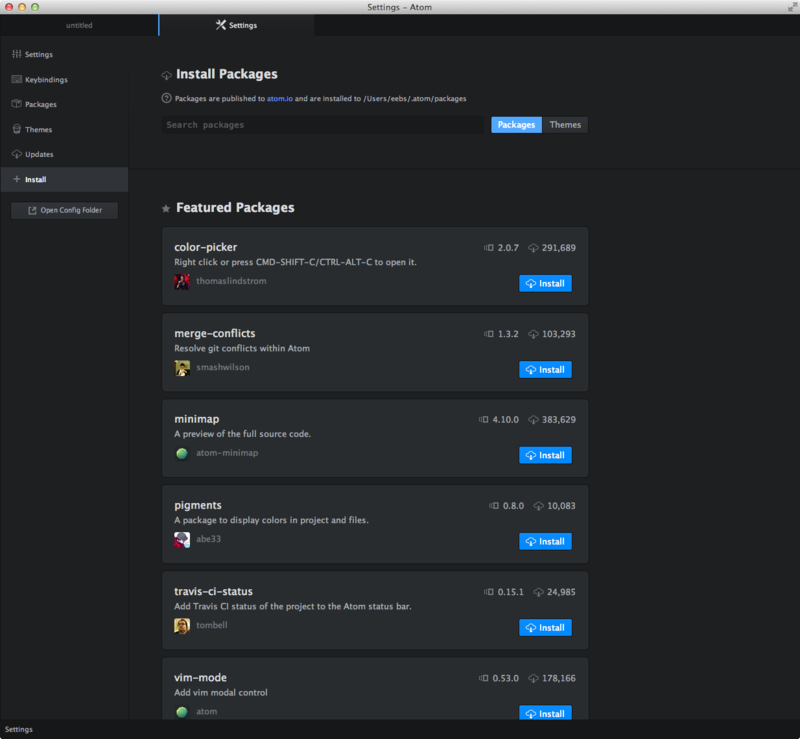 Settings – Atom
untitled
Settings
Settings
Keybindings
Packages
Themes
Updates
Install
Open Config Folder
Install Packages
Packages are published to atom.io and are installed to /Users/eebs/.atom/packages
Search packages
Packages Themes
Featured Packages
color-picker 2.0.7 291,689
Right click or press CMD-SHIFT-C/CTRL-ALT-C to open it.
thomaslindstrom Install
merge-conflicts 1.3.2 103,293
Resolve git conflicts within Atom
smashwilson Install
minimap 4.10.0 383,629
A preview of the full source code.
atom-minimap Install
pigments 0.8.0 10,083
A package to display colors in project and files.
abe33 Install
travis-ci-status 0.15.1 24,985
Add Travis CI status of the project to the Atom status bar.
tombell Install
vim-mode 0.53.0 178,166
Add vim modal control
atom Install
Settings